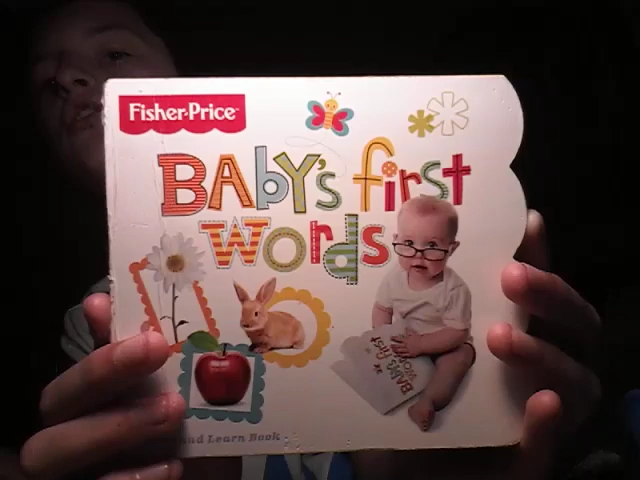 Fisher-Price
BABY's first
Words
BABY'S
first
words
and Learn Book